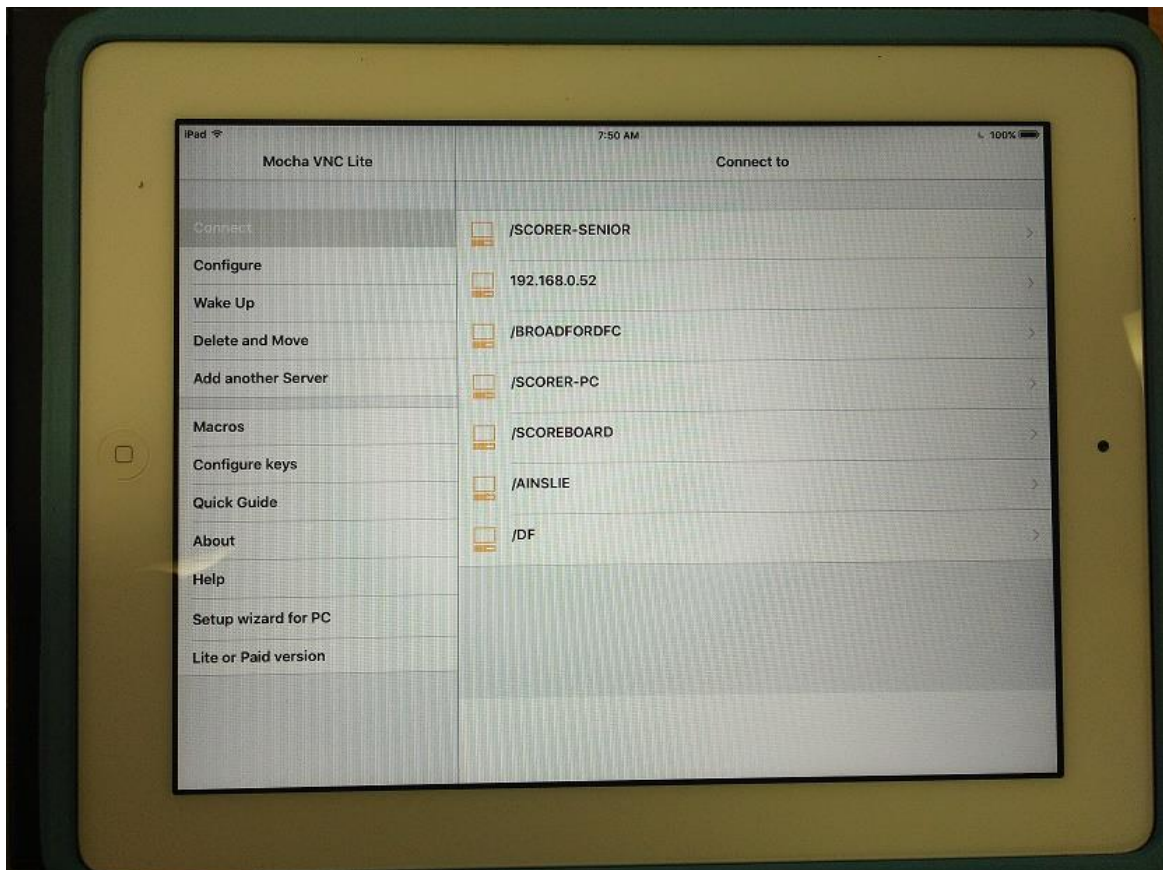 iPad 7:50 AM 100%
Mocha VNC Lite
Connect
Configure
Wake Up
Delete and Move
Add another Server
Macros
Configure keys
Quick Guide
About
Help
Setup wizard for PC
Lite or Paid version
Connect to
/SCORER-SENIOR
192.168.0.52
/BROADFORDFC
/SCORER-PC
/SCOREBOARD
/AINSLIE
/DF